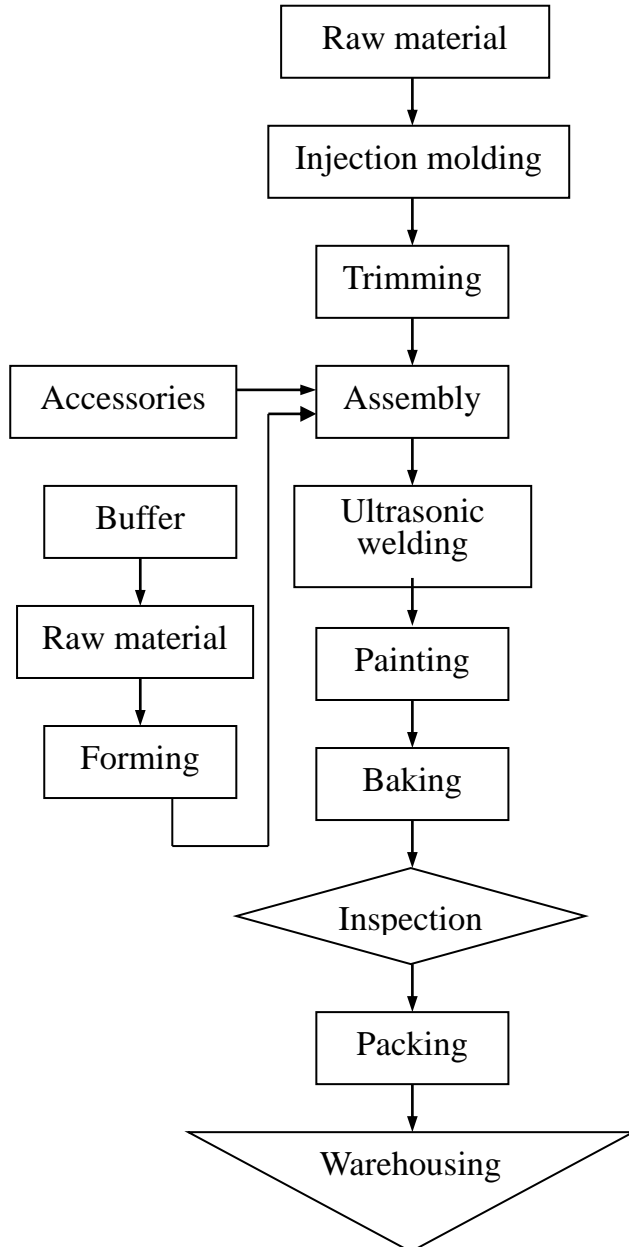 Raw material
Injection molding
Trimming
Accessories
Assembly
Buffer
Ultrasonic
welding
Raw material
Painting
Forming
Baking
Inspection
Packing
Warehousing